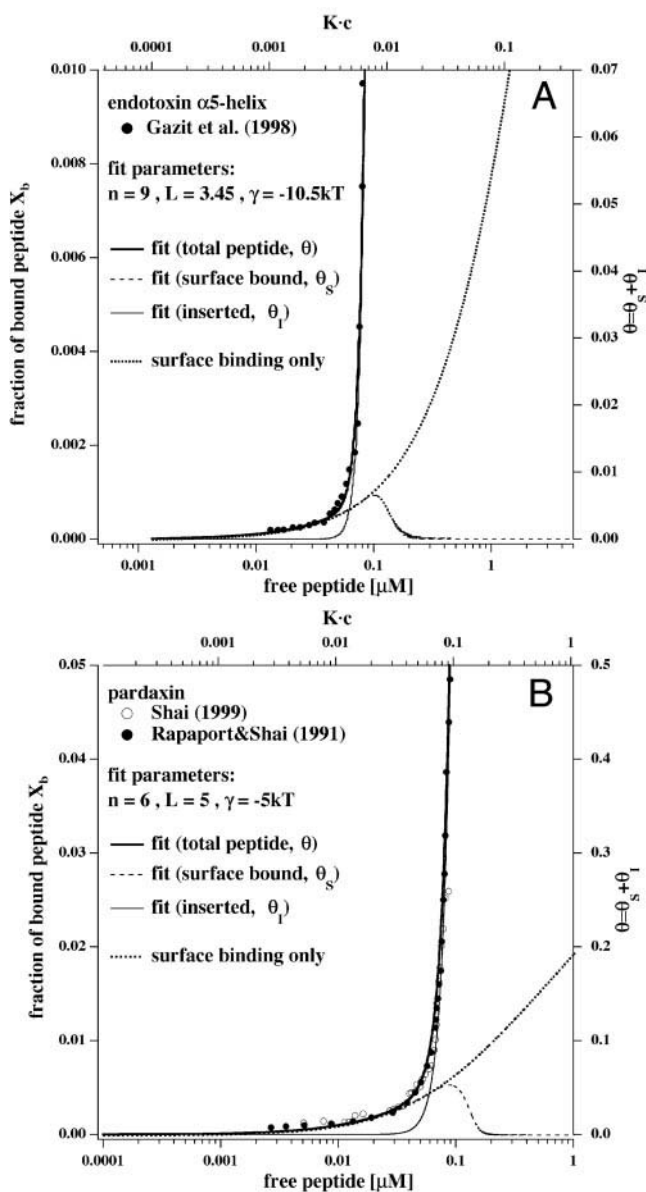 K·c
0.0001 0.001 0.01 0.1
A
endotoxin α5-helix
● Gazit et al. (1998)
fit parameters:
n = 9 , L = 3.45 , γ = -10.5kT
fit (total peptide, θ)
fit (surface bound, θS)
fit (inserted, θI)
surface binding only
fraction of bound peptide Xb
0.010
0.008
0.006
0.004
0.002
0.000
0.07
0.06
0.05
0.04
0.03
0.02
0.01
0.00
θ=θS+θI
0.001 0.01 0.1 1
free peptide [μM]
K·c
0.001 0.01 0.1 1
B
pardaxin
○ Shai (1999)
● Rapaport&Shai (1991)
fit parameters:
n = 6 , L = 5 , γ = -5kT
fit (total peptide, θ)
fit (surface bound, θS)
fit (inserted, θI)
surface binding only
fraction of bound peptide Xb
0.05
0.04
0.03
0.02
0.01
0.00
0.5
0.4
0.3
0.2
0.1
0.0
θ=θS+θI
0.0001 0.001 0.01 0.1 1
free peptide [μM]